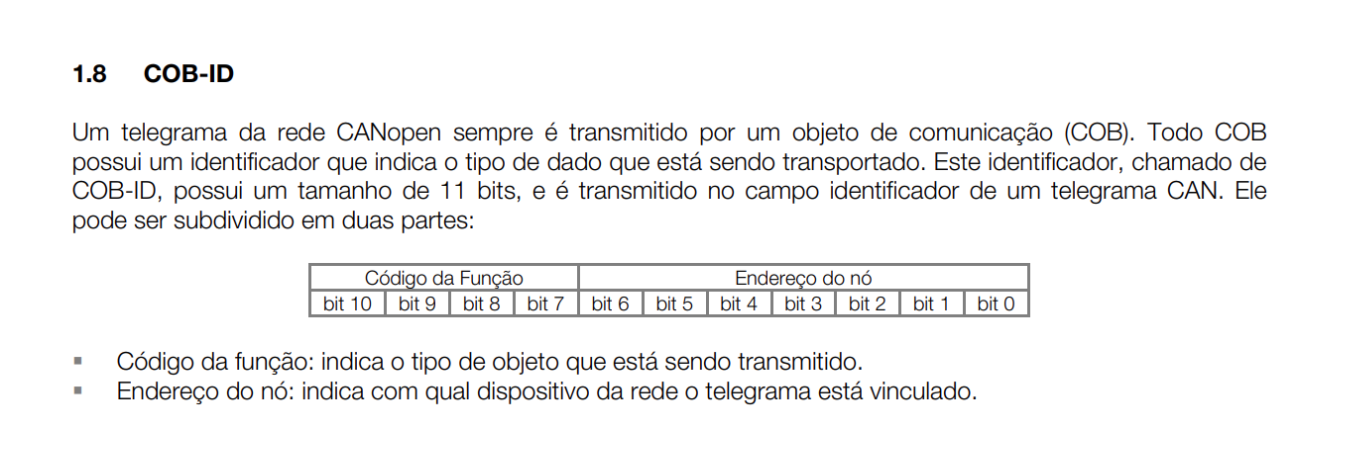 1.8 COB-ID
Um telegrama da rede CANopen sempre é transmitido por um objeto de comunicação (COB). Todo COB
possui um identificador que indica o tipo de dado que está sendo transportado. Este identificador, chamado de
COB-ID, possui um tamanho de 11 bits, e é transmitido no campo identificador de um telegrama CAN. Ele
pode ser subdividido em duas partes:
Código da Função Endereço do nó
bit 10 bit 9 bit 8 bit 7 bit 6 bit 5 bit 4 bit 3 bit 2 bit 1 bit 0
▪ Código da função: indica o tipo de objeto que está sendo transmitido.
▪ Endereço do nó: indica com qual dispositivo da rede o telegrama está vinculado.